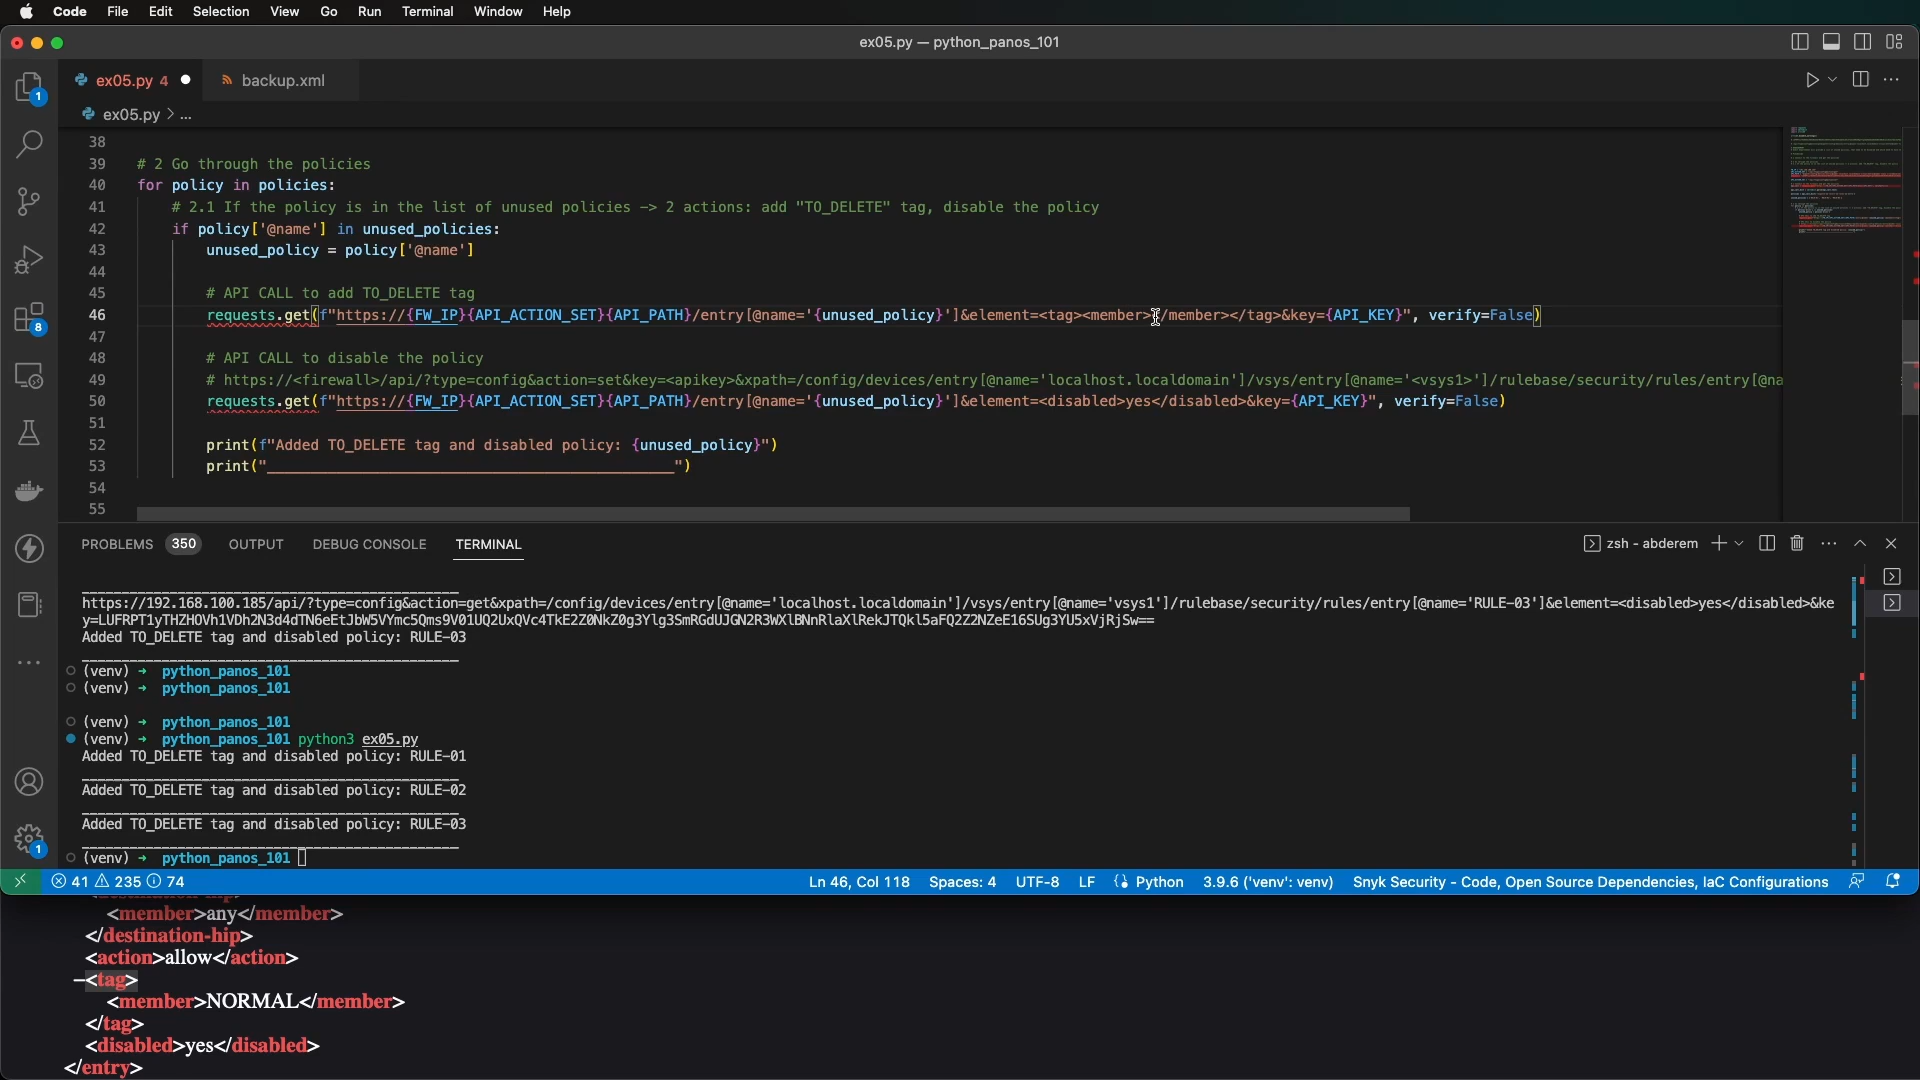 Code File Edit Selection View Go Run Terminal Window Help
ex05.py — python_panos_101
1
ex05.py 4
backup.xml
ex05.py > ...
38
39 # 2 Go through the policies
40 for policy in policies:
41 # 2.1 If the policy is in the list of unused policies -> 2 actions: add "TO_DELETE" tag, disable the policy
42 if policy['@name'] in unused_policies:
43 unused_policy = policy['@name']
44
45 # API CALL to add TO_DELETE tag
46 requests.get(f"https://{FW_IP}{API_ACTION_SET}{API_PATH}/entry[@name='{unused_policy}']&element=<tag><member></member></tag>&key={API_KEY}", verify=False)
47
48 # API CALL to disable the policy
49 # https://<firewall>/api/?type=config&action=set&key=<apikey>&xpath=/config/devices/entry[@name='localhost.localdomain']/vsys/entry[@name='<vsys1>']/rulebase/security/rules/entry[@na
50 requests.get(f"https://{FW_IP}{API_ACTION_SET}{API_PATH}/entry[@name='{unused_policy}']&element=<disabled>yes</disabled>&key={API_KEY}", verify=False)
51
52 print(f"Added TO_DELETE tag and disabled policy: {unused_policy}")
53 print("_______________________________________________")
54
55
8
PROBLEMS 350 OUTPUT DEBUG CONSOLE TERMINAL
zsh - abderem
_______________________________________________
https://192.168.100.185/api/?type=config&action=get&xpath=/config/devices/entry[@name='localhost.localdomain']/vsys/entry[@name='vsys1']/rulebase/security/rules/entry[@name='RULE-03']&element=<disabled>yes</disabled>&ke
Added TO_DELETE tag and disabled policy: RULE-03
_______________________________________________
(venv) → python_panos_101
(venv) → python_panos_101
(venv) → python_panos_101
(venv) → python_panos_101 python3 ex05.py
Added TO_DELETE tag and disabled policy: RULE-01
_______________________________________________
Added TO_DELETE tag and disabled policy: RULE-02
_______________________________________________
Added TO_DELETE tag and disabled policy: RULE-03
_______________________________________________
(venv) → python_panos_101
1
41 235 74
Ln 46, Col 118 Spaces: 4 UTF-8 LF Python 3.9.6 ('venv': venv) Snyk Security - Code, Open Source Dependencies, IaC Configurations
<member>any</member>
</destination-hip>
<action>allow</action>
—<tag>
<member>NORMAL</member>
</tag>
<disabled>yes</disabled>
</entry>